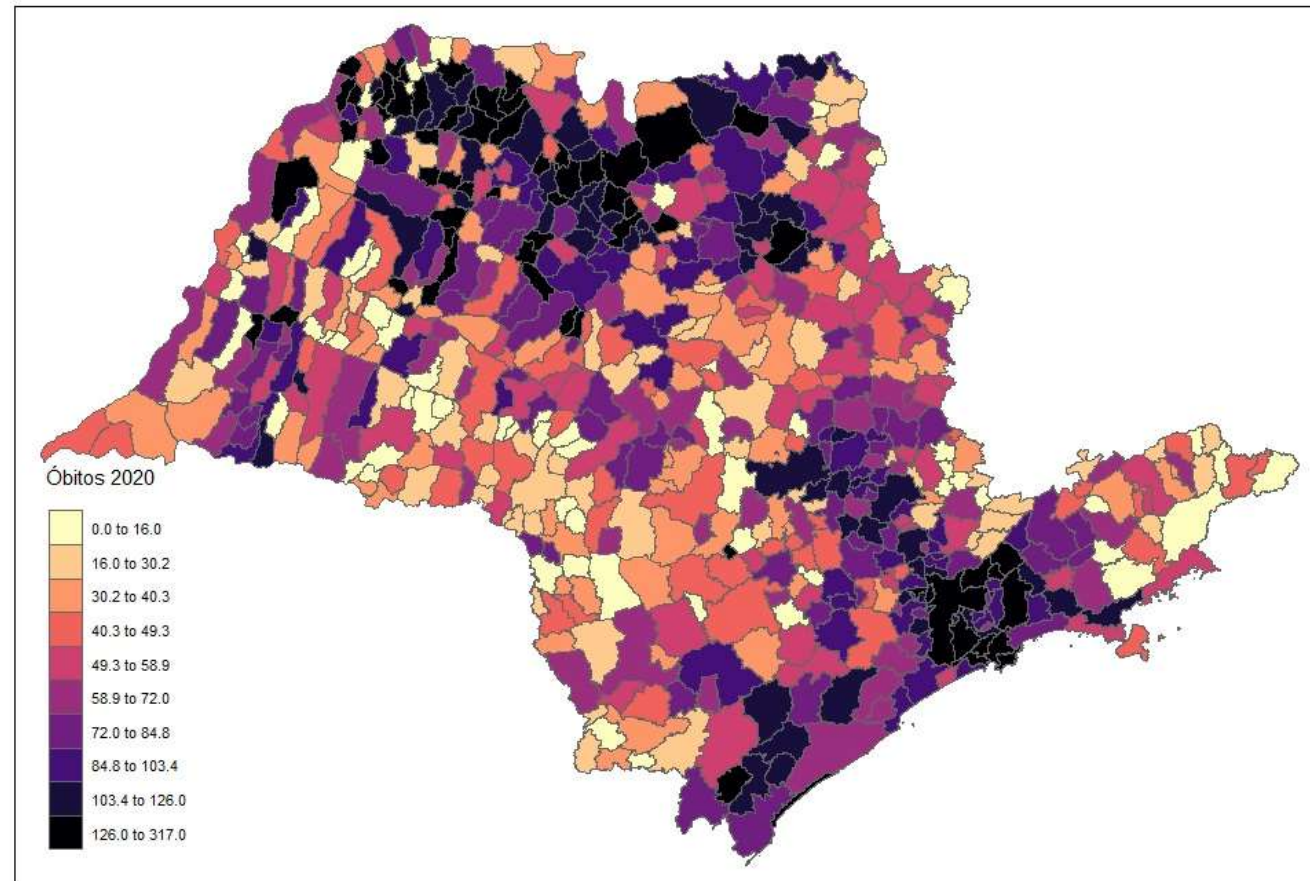 Óbitos 2020
0.0 to 16.0
16.0 to 30.2
30.2 to 40.3
40.3 to 49.3
49.3 to 58.9
58.9 to 72.0
72.0 to 84.8
84.8 to 103.4
103.4 to 126.0
126.0 to 317.0